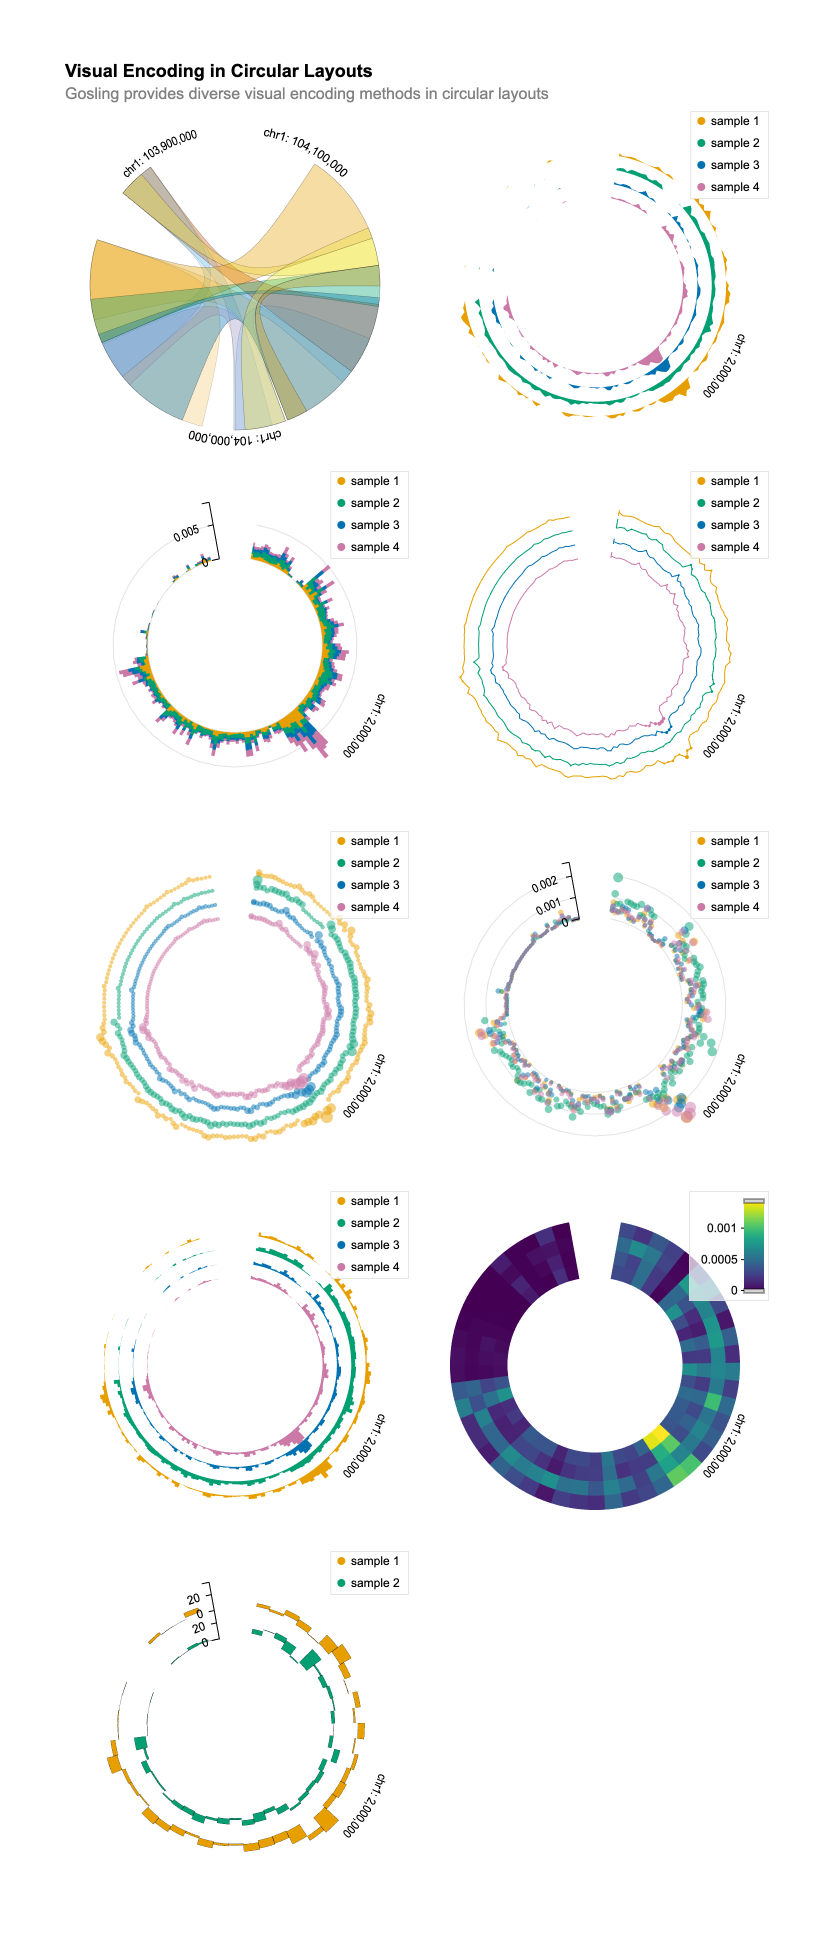 Visual Encoding in Circular Layouts
Gosling provides diverse visual encoding methods in circular layouts
chr1: 103,900,000
chr1: 104,100,000
chr1: 104,000,000
sample 1
sample 2
sample 3
sample 4
chr1: 2,000,000
0.005
0
sample 1
sample 2
sample 3
sample 4
chr1: 2,000,000
sample 1
sample 2
sample 3
sample 4
chr1: 2,000,000
sample 1
sample 2
sample 3
sample 4
chr1: 2,000,000
0.002
0.001
0
sample 1
sample 2
sample 3
sample 4
chr1: 2,000,000
sample 1
sample 2
sample 3
sample 4
chr1: 2,000,000
0.001
0.0005
0
chr1: 2,000,000
20
0
20
0
sample 1
sample 2
chr1: 2,000,000